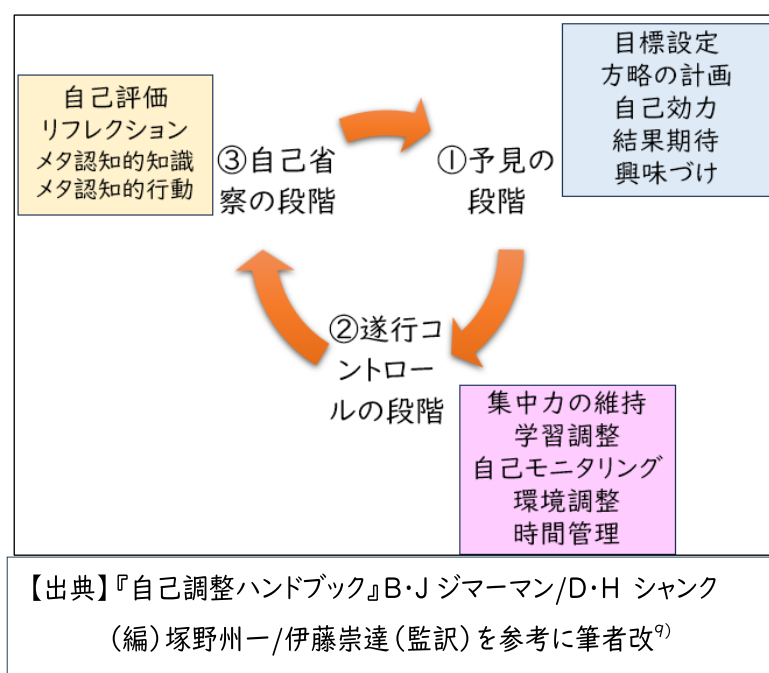 目標設定
方略の計画
自己効力
結果期待
興味づけ
自己評価
リフレクション
メタ認知的知識
メタ認知的行動
③自己省
察の段階
①予見の
段階
②遂行コ
ントロー
ルの段階
集中力の維持
学習調整
自己モニタリング
環境調整
時間管理
【出典】『自己調整ハンドブック』B・J ジマーマン/D・H シャンク
(編)塚野州一/伊藤崇達(監訳)を参考に筆者改9)